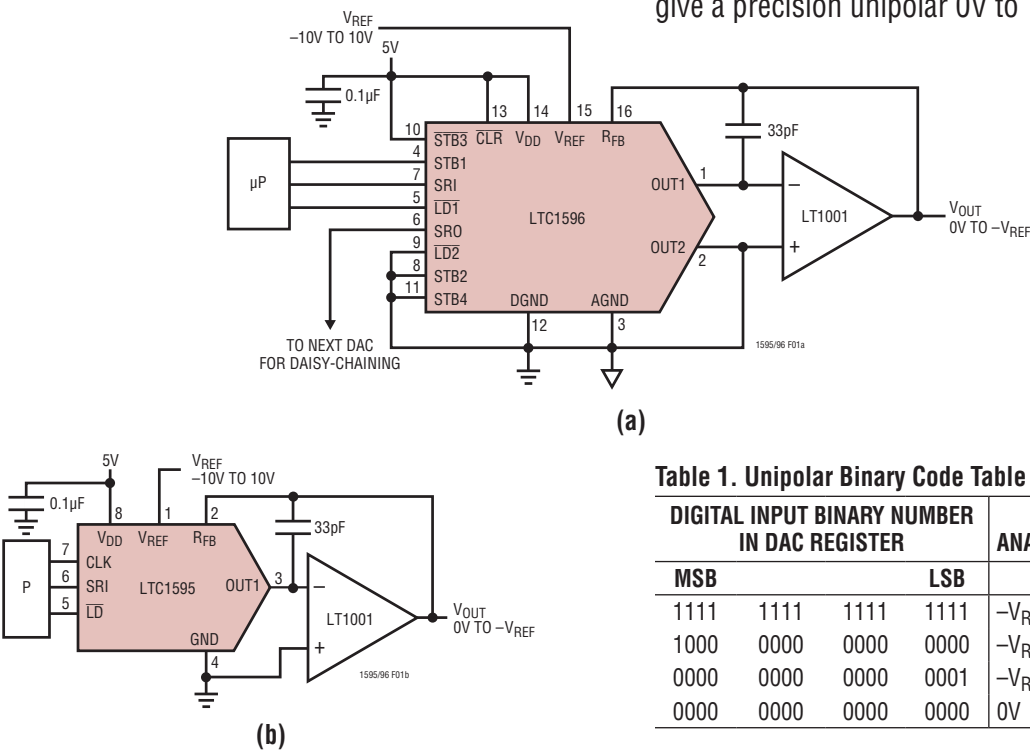 give a precision unipolar 0V to
VREF
–10V TO 10V
5V
0.1µF
13 14 15 16
10 STB3 CLR VDD VREF RFB
33pF
µP
4 STB1
7 SRI
5 LD1
6 SRO
9 LD2
8 STB2
11 STB4
LTC1596
OUT1 1
OUT2 2
DGND AGND
12 3
–
+
LT1001
VOUT
0V TO –VREF
TO NEXT DAC
FOR DAISY-CHAINING
1595/96 F01a
(a)
5V
VREF
–10V TO 10V
0.1µF
8 1 2
VDD VREF RFB
33pF
P
7 CLK
6 SRI
5 LD
LTC1595
OUT1 3
GND
4
–
+
LT1001
VOUT
0V TO –VREF
1595/96 F01b
(b)
Table 1. Unipolar Binary Code Table
DIGITAL INPUT BINARY NUMBER
IN DAC REGISTER
MSB LSB
1111 1111 1111 1111
1000 0000 0000 0000
0000 0000 0000 0001
0000 0000 0000 0000 0V